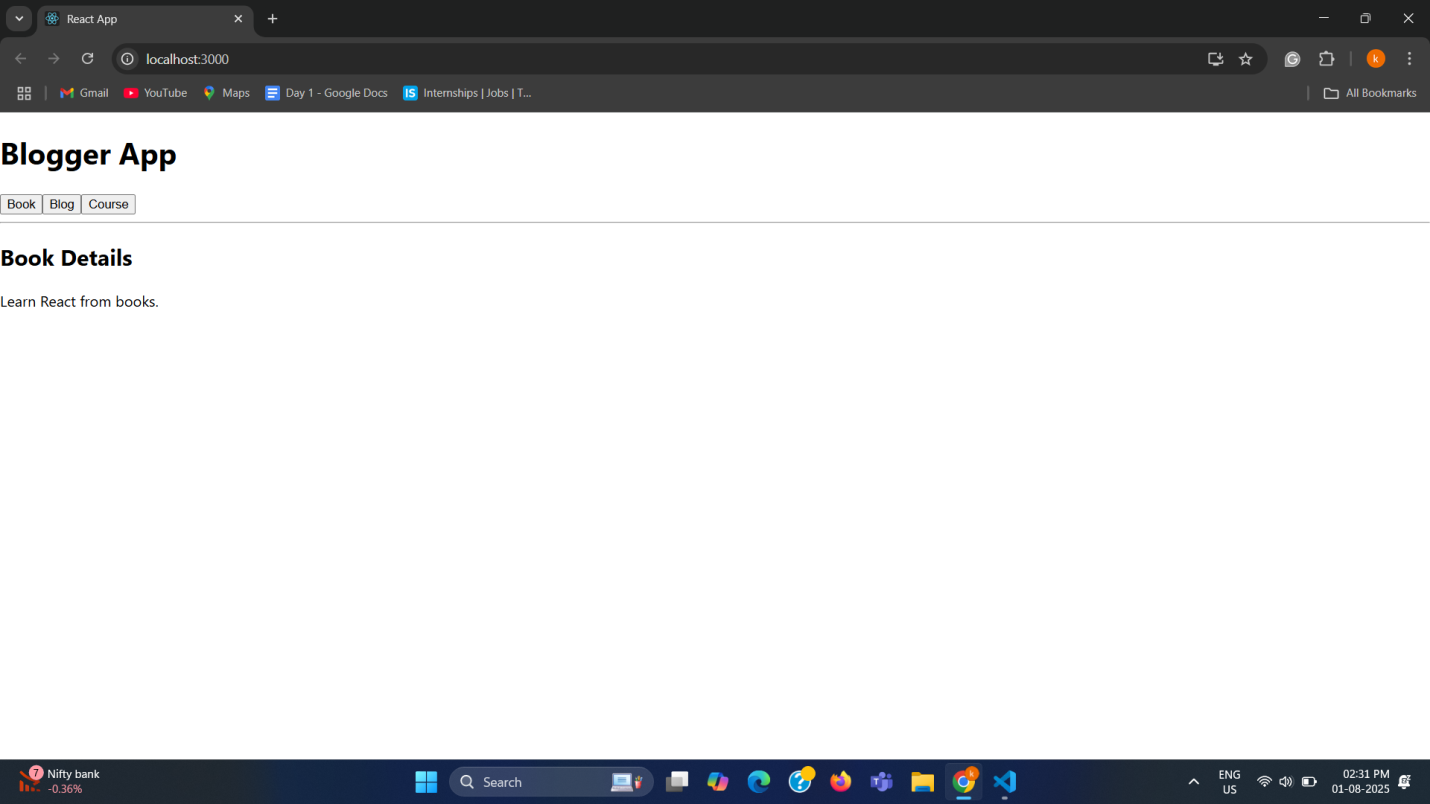 React App
localhost:3000
k
Gmail
YouTube
Maps
Day 1 - Google Docs
IS
Internships | Jobs | T...
All Bookmarks
Blogger App
Book
Blog
Course
Book Details
Learn React from books.
7
Nifty bank
-0.36%
Search
k
ENG
US
02:31 PM
01-08-2025